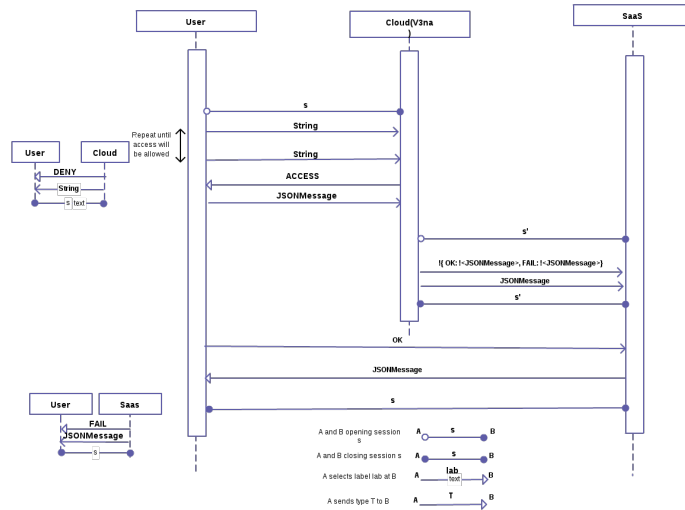 User
Cloud(V3na
)
SaaS
s
String
Repeat until
access will
be allowed
String
User
Cloud
DENY
ACCESS
String
JSONMessage
s text
s'
!{ OK: !<JSONMessage>, FAIL: !<JSONMessage>}
JSONMessage
s'
OK
JSONMessage
User
Saas
s
FAIL
JSONMessage
s
A and B opening session
s
A s B
A and B closing session s
A s B
A selects label lab at B
A lab B
text
A sends type T to B
A T B